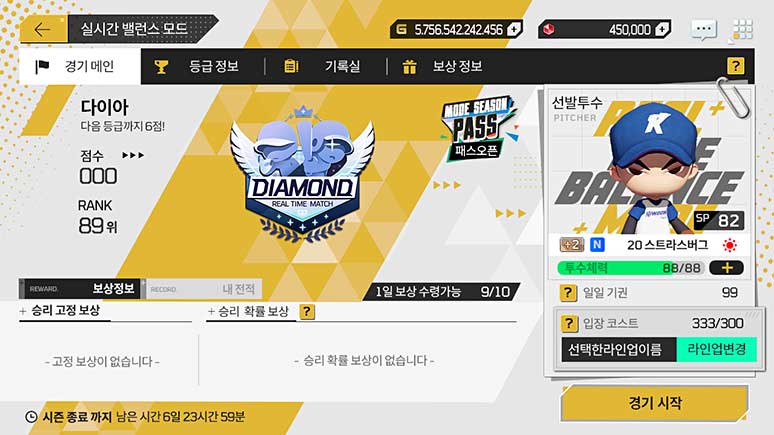 실시간 밸런스 모드
G 5,756,542,242,456 +
450,000 +
경기 메인
등급 정보
기록실
보상 정보
?
다이아
다음 등급까지 6점!
점수
000
RANK
89 위
DIAMOND
REAL TIME MATCH
MODE SEASON
PASS
패스오픈
선발투수
PITCHER
K
SP 82
+2 N 20 스트라스버그
투수체력 88/88 +
? 일일 기권 99
? 입장 코스트 333/300
선택한라인업이름 라인업변경
REWARD. 보상정보
RECORD. 내 전적
1일 보상 수령가능 9/10
+ 승리 고정 보상
+ 승리 확률 보상 ?
- 고정 보상이 없습니다 -
- 승리 확률 보상이 없습니다 -
시즌 종료 까지 남은 시간 6일 23시간 59분
경기 시작